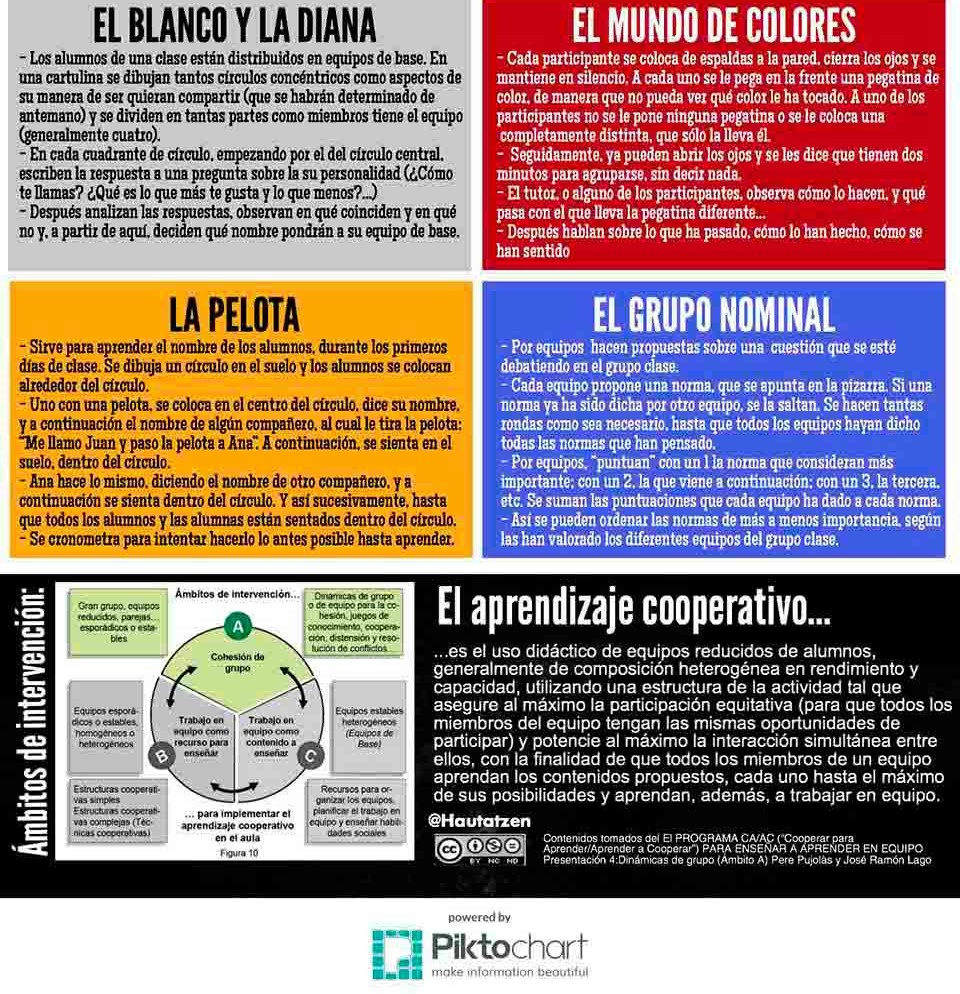 EL BLANCO Y LA DIANA
- Los alumnos de una clase están distribuidos en equipos de base. En
una cartulina se dibujan tantos círculos concéntricos como aspectos de
su manera de ser quieran compartir (que se habrán determinado de
antemano) y se dividen en tantas partes como miembros tiene el equipo
(generalmente cuatro).
- En cada cuadrante de círculo, empezando por el del círculo central,
escriben la respuesta a una pregunta sobre la su personalidad (¿¿Cómo
te llamas? ¿Qué es lo que más te gusta y lo que menos?...)
- Después analizan las respuestas, observan en qué coinciden y en qué
no y, a partir de aquí, deciden qué nombre pondrán a su equipo de base.
EL MUNDO DE COLORES
- Cada participante se coloca de espaldas a la pared, cierra los ojos y se
mantiene en silencio. A cada uno se le pega en la frente una pegatina de
color, de manera que no pueda ver qué color le ha tocado. A uno de los
participantes no se le pone ninguna pegatina o se le coloca una
completamente distinta, que sólo la lleva él.
- Seguidamente, ya pueden abrir los ojos y se les dice que tienen dos
minutos para agruparse, sin decir nada.
- El tutor, o alguno de los participantes, observa cómo lo hacen, y qué
pasa con el que lleva la pegatina diferente...
- Después hablan sobre lo que ha pasado, cómo lo han hecho, cómo se
han sentido
LA PELOTA
- Sirve para aprender el nombre de los alumnos, durante los primeros
días de clase. Se dibuja un círculo en el suelo y los alumnos se colocan
alrededor del círculo.
- Uno con una pelota, se coloca en el centro del círculo, dice su nombre,
y a continuación el nombre de algún compañero, al cual le tira la pelota:
"Me llamo Juan y paso la pelota a Ana". A continuación, se sienta en el
suelo, dentro del círculo.
- Ana hace lo mismo, diciendo el nombre de otro compañero, y a
continuación se sienta dentro del círculo. Y así sucesivamente, hasta
que todos los alumnos y las alumnas están sentados dentro del círculo.
- Se cronometra para intentar hacerlo lo antes posible hasta aprender.
EL GRUPO NOMINAL
- Por equipos hacen propuestas sobre una cuestión que se esté
debatiendo en el grupo clase.
- Cada equipo propone una norma, que se apunta en la pizarra. Si una
norma ya ha sido dicha por otro equipo, se la saltan. Se hacen tantas
rondas como sea necesario, hasta que todos los equipos hayan dicho
todas las normas que han pensado.
- Por equipos, "puntuan" con un 1 la norma que consideran más
importante; con un 2, la que viene a continuación; con un 3, la tercera,
etc. Se suman las puntuaciones que cada equipo ha dado a cada norma.
- Así se pueden ordenar las normas de más a menos importancia, según
las han valorado los diferentes equipos del grupo clase.
Ámbitos de intervención:
Ámbitos de intervención...
Gran grupo, equipos
reducidos, parejas...
esporádicos o esta-
bles
Dinámicas de grupo
o de equipo para la co-
hesión, juegos de
conocimiento, coopera-
ción, distensión y reso-
lución de conflictos...
A
Cohesión de
grupo
Equipos esporá-
dicos o estables,
homogéneos o
heterogéneos
Trabajo en
equipo como
recurso para
enseñar
Trabajo en
equipo como
contenido a
enseñar
Equipos estables
heterogéneos
(Equipos de
Base)
B
C
Estructuras cooperati-
vas simples
Estructuras cooperati-
vas complejas (Téc-
nicas cooperativas)
... para implementar el
aprendizaje cooperativo
en el aula
Recursos para or-
ganizar los equipos,
planificar el trabajo en
equipo y enseñar habili-
dades sociales
Figura 10
El aprendizaje cooperativo...
...es el uso didáctico de equipos reducidos de alumnos,
generalmente de composición heterogénea en rendimiento y
capacidad, utilizando una estructura de la actividad tal que
asegure al máximo la participación equitativa (para que todos los
miembros del equipo tengan las mismas oportunidades de
participar) y potencie al máximo la interacción simultánea entre
ellos, con la finalidad de que todos los miembros de un equipo
aprendan los contenidos propuestos, cada uno hasta el máximo
de sus posibilidades y aprendan, además, a trabajar en equipo.
@Hautatzen
cc BY NC ND
Contenidos tomados del El PROGRAMA CA/AC ("Cooperar para
Aprender/Aprender a Cooperar") PARA ENSEÑAR A APRENDER EN EQUIPO
Presentación 4:Dinámicas de grupo (Ámbito A) Pere Pujolàs y José Ramón Lago
powered by
Piktochart
make information beautiful